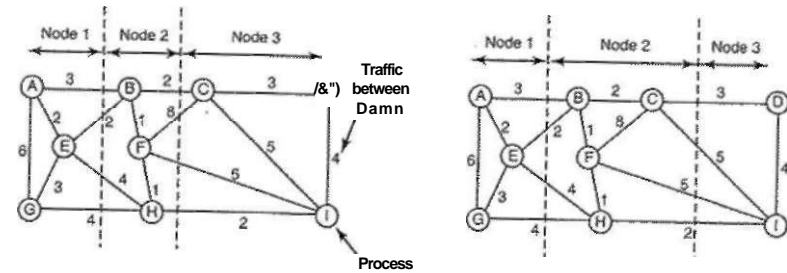 Node 1 Node 2 Node 3
A 3 B 2 C 3 /&") Traffic
between
Damn
2 2 1 8
E F 5
6 5 4
3 4 1
G 4 H 2 I
Process
Node 1 Node 2 Node 3
A 3 B 2 C 3 D
2 2 1 8
E F 5
6 5 4
3 4 1
G 4 H 2 I